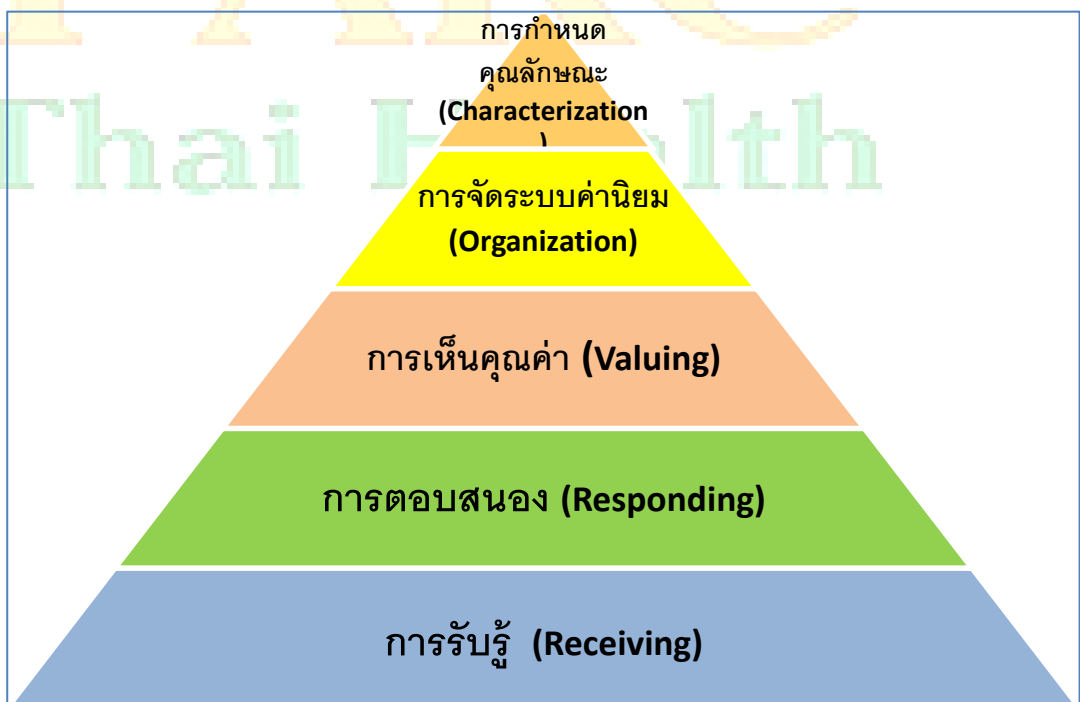 Thai Health
การกำหนด
คุณลักษณะ
(Characterization
)
การจัดระบบค่านิยม
(Organization)
การเห็นคุณค่า (Valuing)
การตอบสนอง (Responding)
การรับรู้ (Receiving)